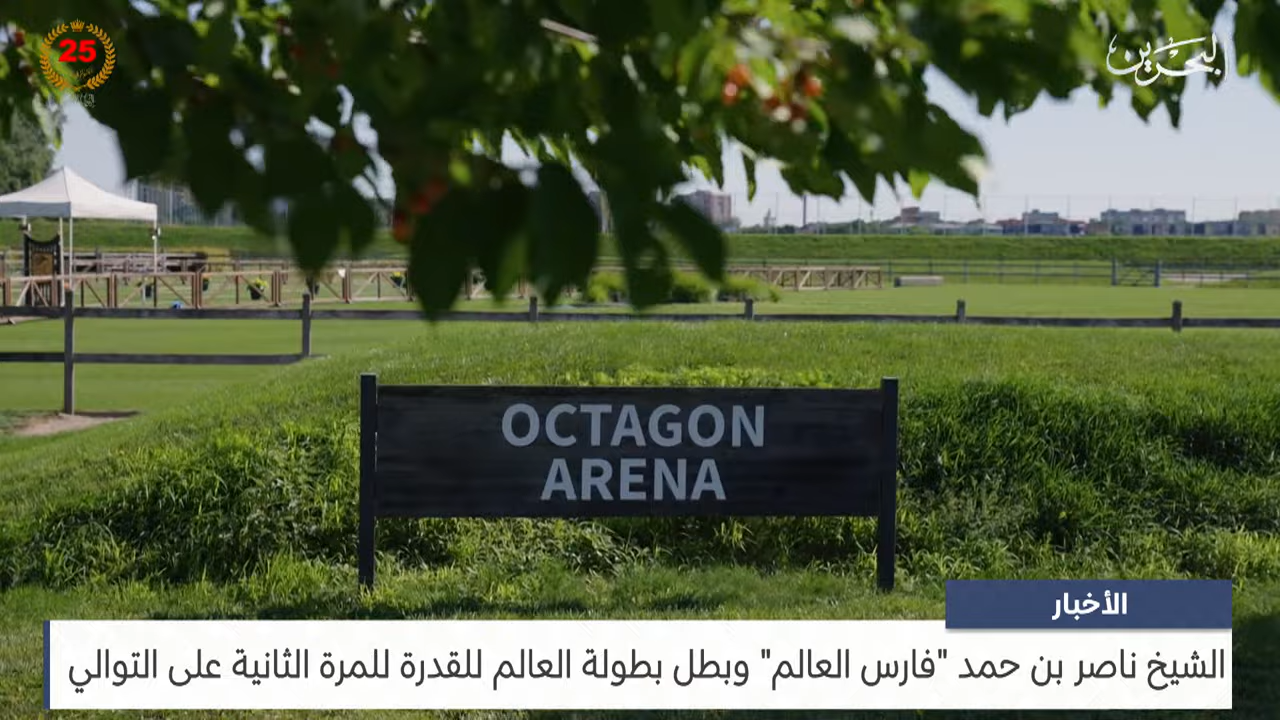 25
البحرين
OCTAGON
ARENA
الأخبار
الشيخ ناصر بن حمد "فارس العالم" وبطل بطولة العالم للقدرة للمرة الثانية على التوالي